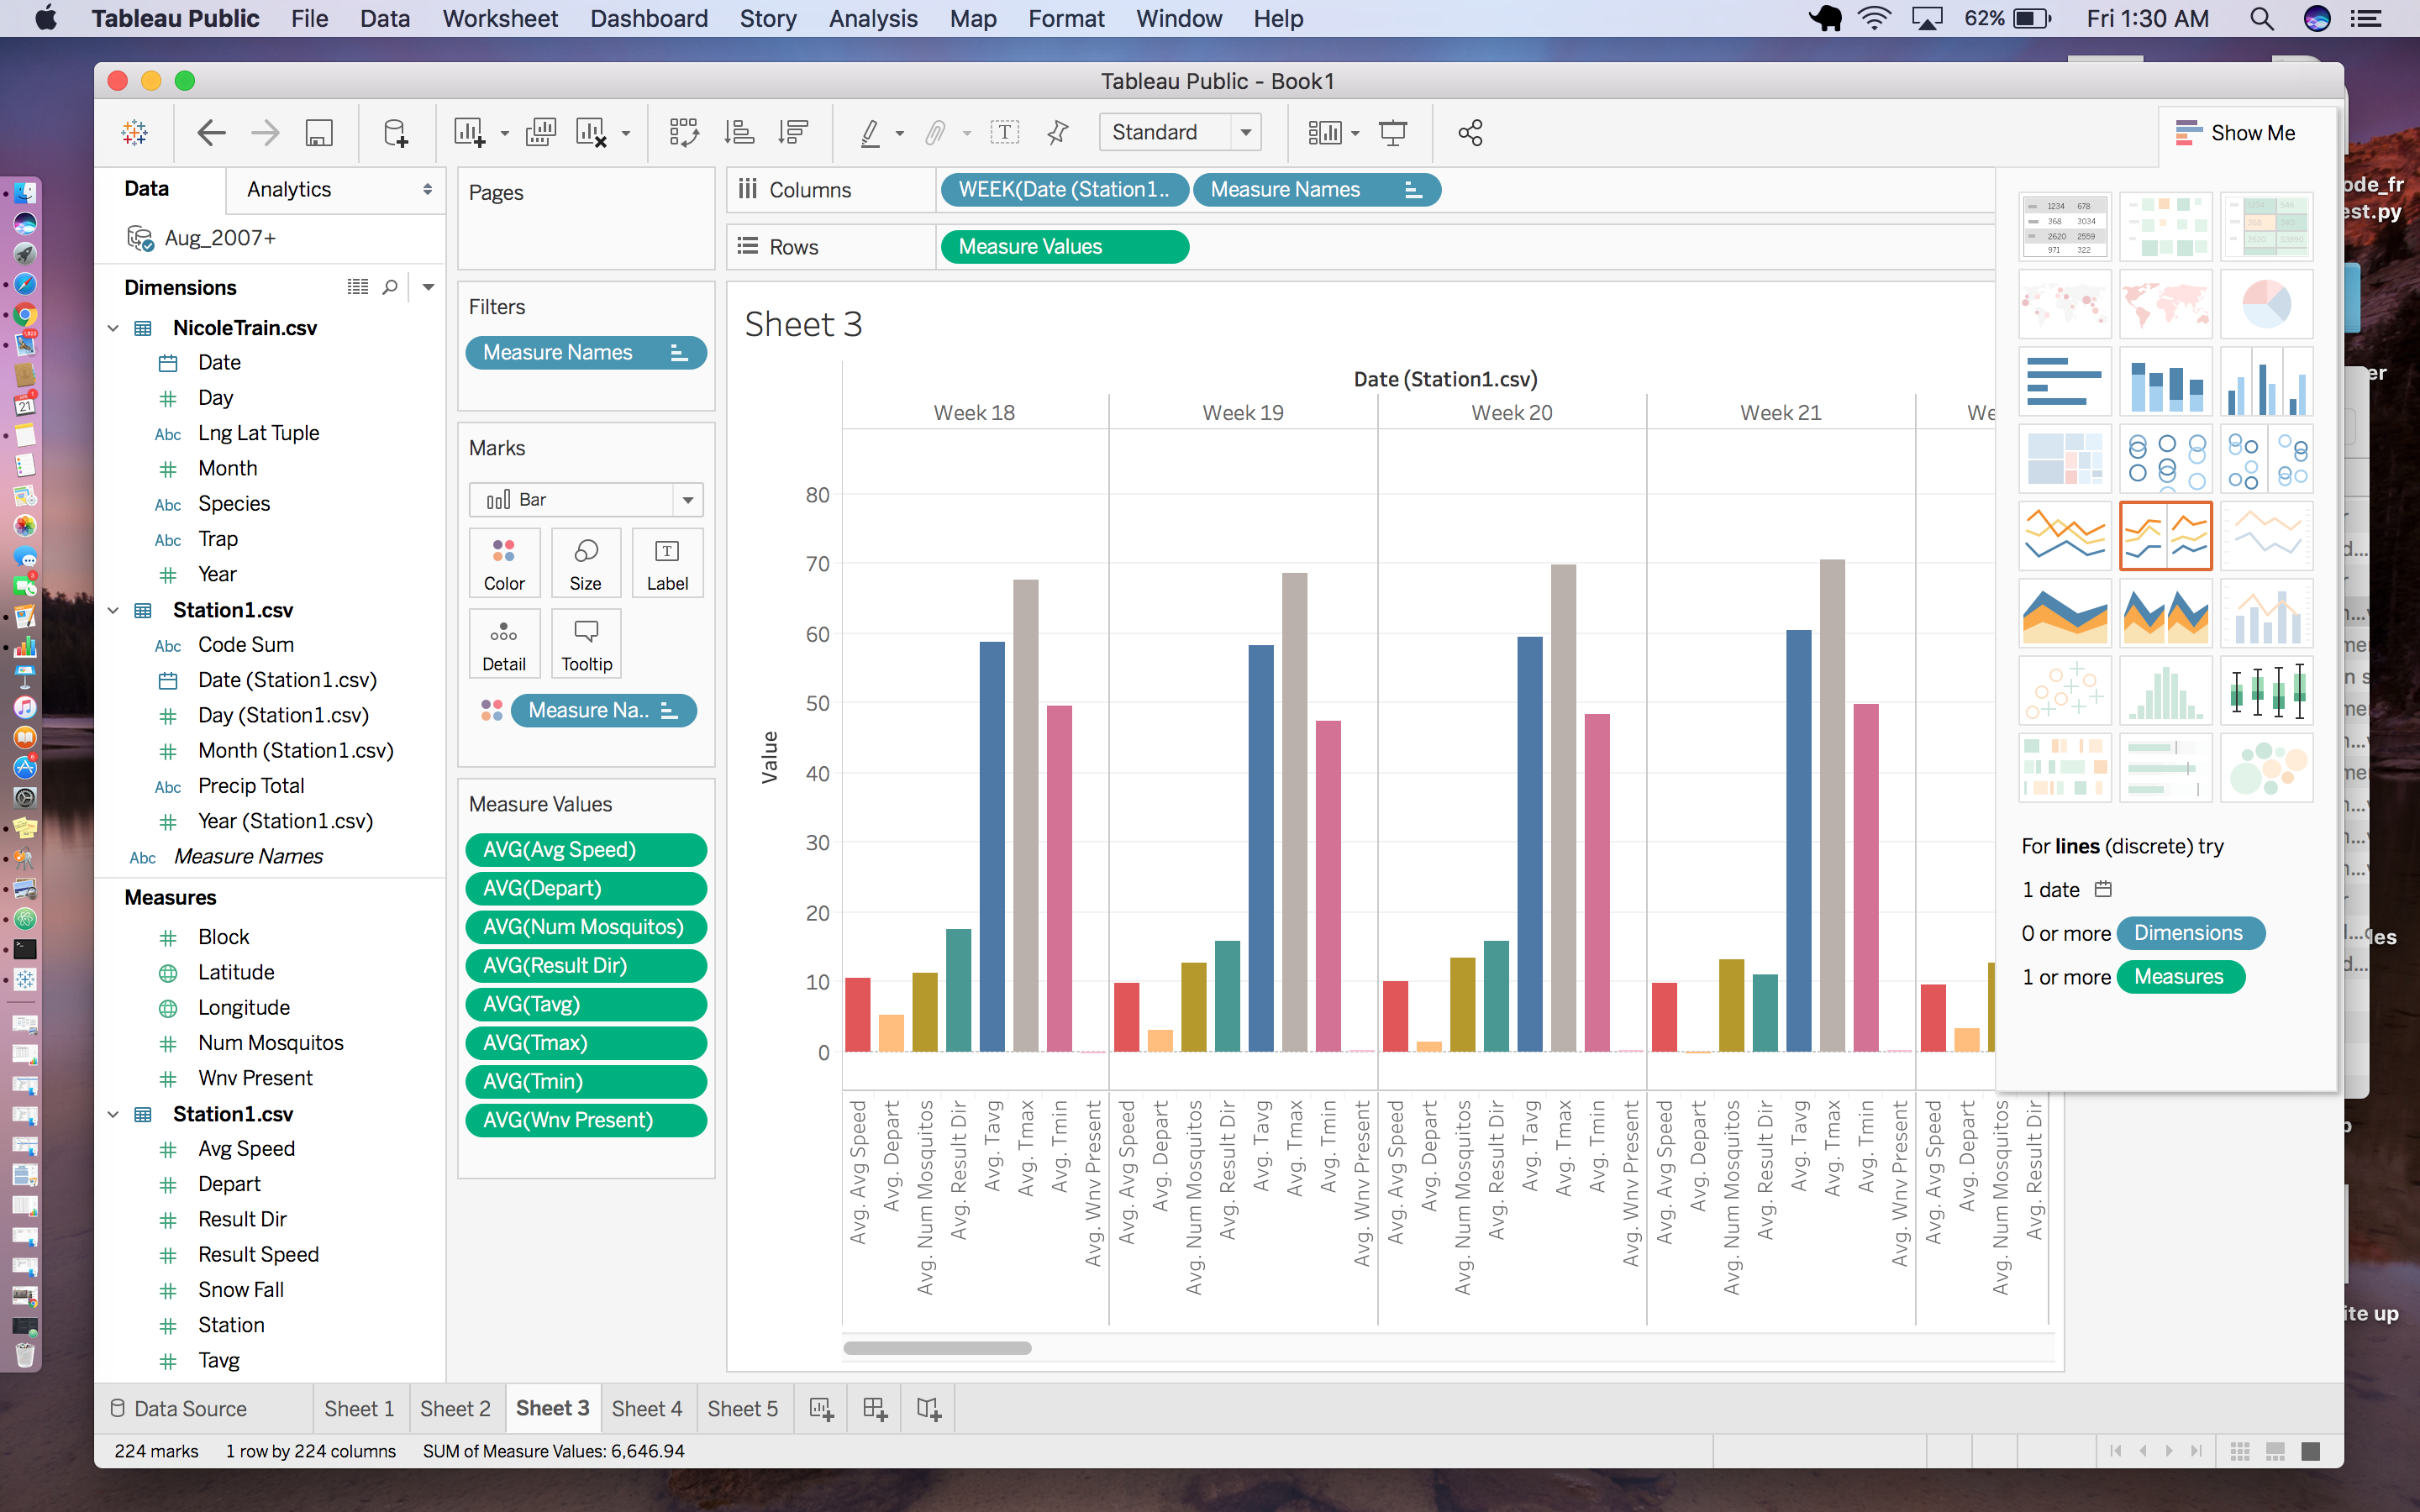 Tableau Public File Data Worksheet Dashboard Story Analysis Map Format Window Help 62% Fri 1:30 AM
Tableau Public - Book1
Standard
Show Me
Data Analytics
Aug_2007+
Dimensions
NicoleTrain.csv
Date
# Day
Abc Lng Lat Tuple
# Month
Abc Species
Abc Trap
# Year
Station1.csv
Abc Code Sum
Date (Station1.csv)
# Day (Station1.csv)
# Month (Station1.csv)
Abc Precip Total
# Year (Station1.csv)
Abc Measure Names
Measures
# Block
Latitude
Longitude
# Num Mosquitos
# Wnv Present
Station1.csv
# Avg Speed
# Depart
# Result Dir
# Result Speed
# Snow Fall
# Station
# Tavg
Pages
Filters
Measure Names
Marks
Bar
Color Size Label
Detail Tooltip
Measure Na..
Measure Values
AVG(Avg Speed)
AVG(Depart)
AVG(Num Mosquitos)
AVG(Result Dir)
AVG(Tavg)
AVG(Tmax)
AVG(Tmin)
AVG(Wnv Present)
Columns WEEK(Date (Station1.. Measure Names
Rows Measure Values
Sheet 3
Date (Station1.csv)
Week 18 Week 19 Week 20 Week 21 We
80
70
60
50
40
30
20
10
0
Value
Avg. Avg Speed
Avg. Depart
Avg. Num Mosquitos
Avg. Result Dir
Avg. Tavg
Avg. Tmax
Avg. Tmin
Avg. Wnv Present
Avg. Avg Speed
Avg. Depart
Avg. Num Mosquitos
Avg. Result Dir
Avg. Tavg
Avg. Tmax
Avg. Tmin
Avg. Wnv Present
Avg. Avg Speed
Avg. Depart
Avg. Num Mosquitos
Avg. Result Dir
Avg. Tavg
Avg. Tmax
Avg. Tmin
Avg. Wnv Present
Avg. Avg Speed
Avg. Depart
Avg. Num Mosquitos
Avg. Result Dir
Avg. Tavg
Avg. Tmax
Avg. Tmin
Avg. Wnv Present
Avg. Avg Speed
Avg. Depart
Avg. Num Mosquitos
Avg. Result Dir
1234 678
368 3034
2620 2559
971 322
For lines (discrete) try
1 date
0 or more Dimensions
1 or more Measures
ode_fr
est.py
er
les
ite up
Data Source Sheet 1 Sheet 2 Sheet 3 Sheet 4 Sheet 5
224 marks 1 row by 224 columns SUM of Measure Values: 6,646.94